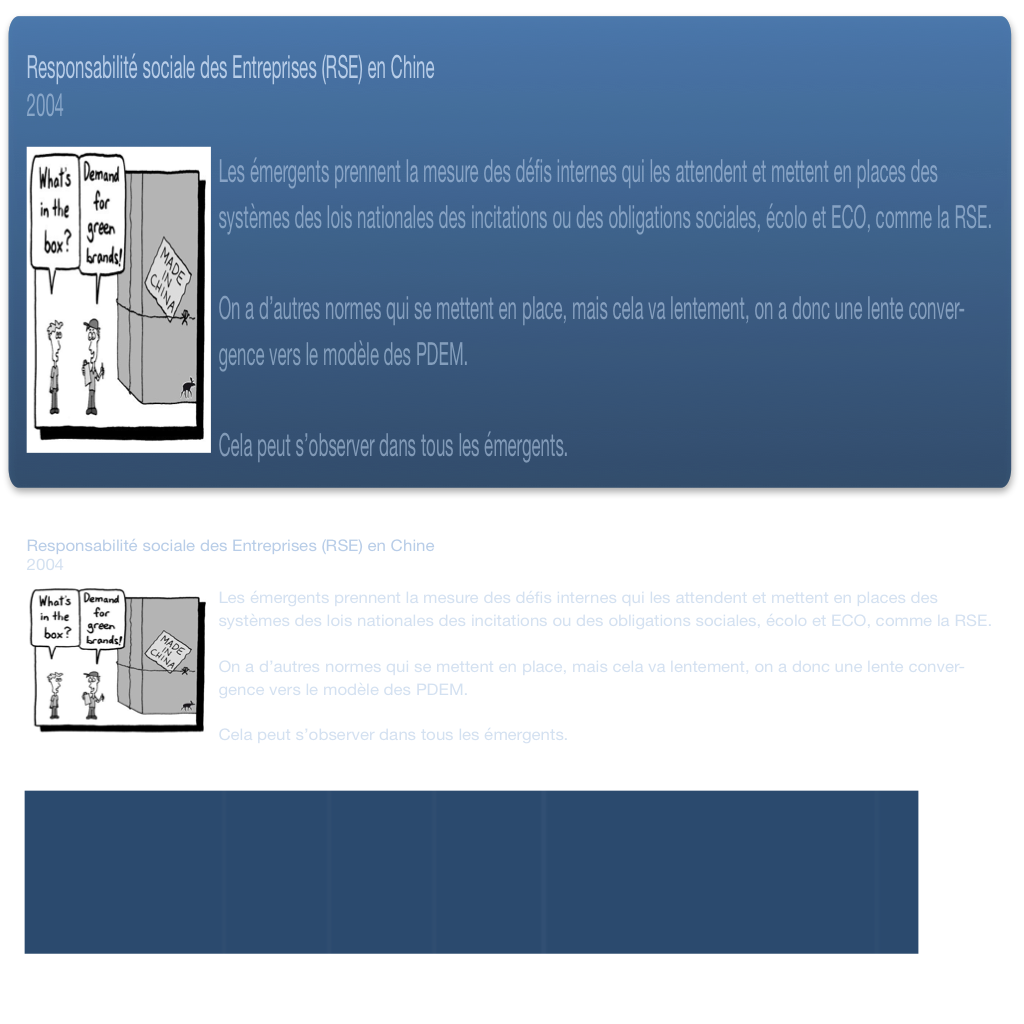 Responsabilité sociale des Entreprises (RSE) en Chine
2004
What's
in the
box?
Demand
for
green
brands!
MADE
IN
CHINA
Les émergents prennent la mesure des défis internes qui les attendent et mettent en places des
systèmes des lois nationales des incitations ou des obligations sociales, écolo et ECO, comme la RSE.
On a d’autres normes qui se mettent en place, mais cela va lentement, on a donc une lente conver-
gence vers le modèle des PDEM.
Cela peut s’observer dans tous les émergents.
Responsabilité sociale des Entreprises (RSE) en Chine
2004
What's
in the
box?
Demand
for
green
brands!
MADE
IN
CHINA
Les émergents prennent la mesure des défis internes qui les attendent et mettent en places des
systèmes des lois nationales des incitations ou des obligations sociales, écolo et ECO, comme la RSE.
On a d’autres normes qui se mettent en place, mais cela va lentement, on a donc une lente conver-
gence vers le modèle des PDEM.
Cela peut s’observer dans tous les émergents.